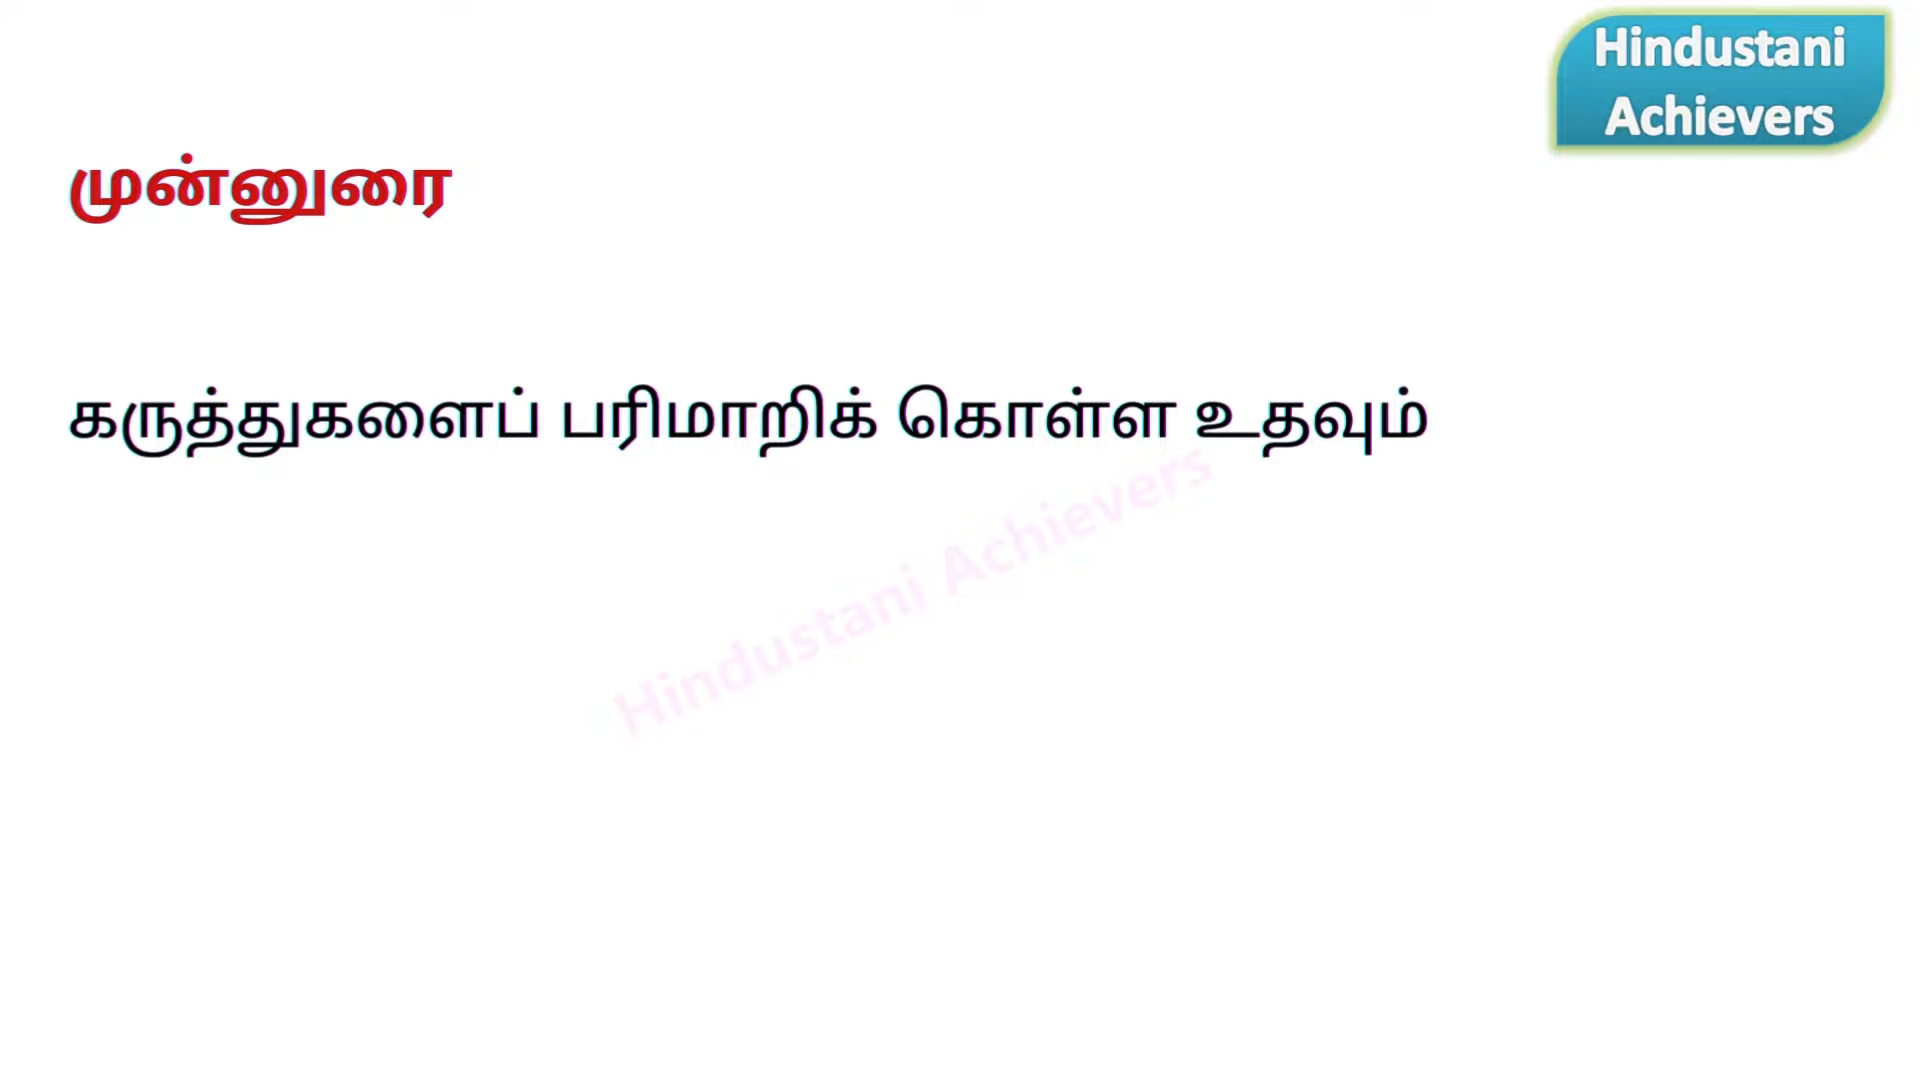 Hindustani
Achievers
முன்னுரை
கருத்துகளைப் பரிமாறிக் கொள்ள உதவும்
Hindustani Achievers